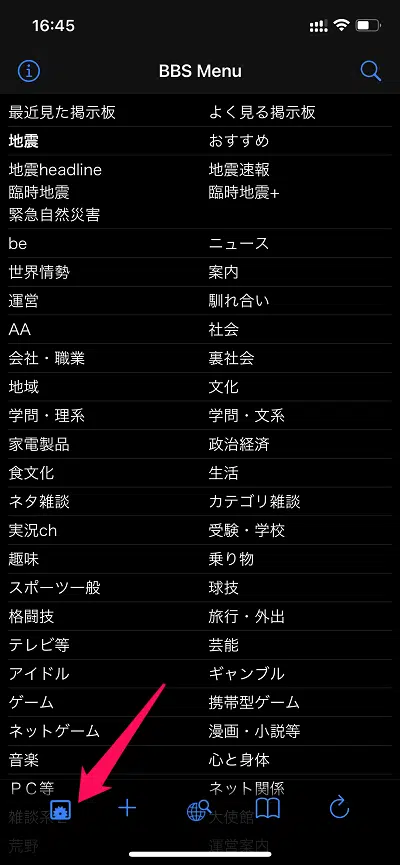 16:45
BBS Menu
最近見た掲示板 よく見る掲示板
地震 おすすめ
地震headline 地震速報
臨時地震 臨時地震+
緊急自然災害
be ニュース
世界情勢 案内
運営 馴れ合い
AA 社会
会社・職業 裏社会
地域 文化
学問・理系 学問・文系
家電製品 政治経済
食文化 生活
ネタ雑談 カテゴリ雑談
実況ch 受験・学校
趣味 乗り物
スポーツ一般 球技
格闘技 旅行・外出
テレビ等 芸能
アイドル ギャンブル
ゲーム 携帯型ゲーム
ネットゲーム 漫画・小説等
音楽 心と身体
ＰＣ等 ネット関係
雑談系 大使館
荒野 運営案内